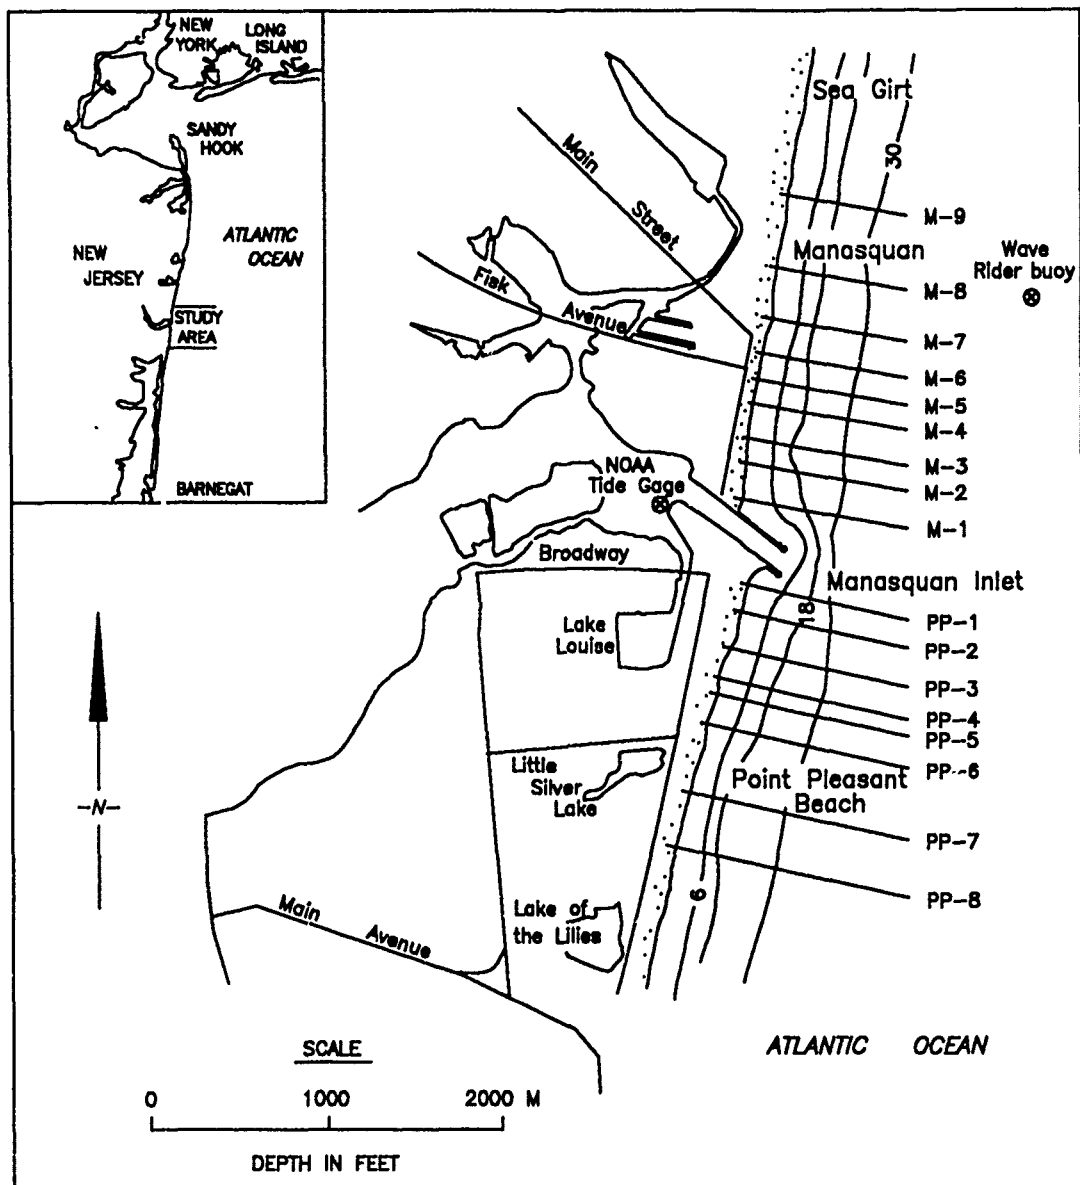 NEW
YORK
LONG
ISLAND
SANDY
HOOK
ATLANTIC
OCEAN
NEW
JERSEY
STUDY
AREA
BARNEGAT
Sea Girt
30
Main
Street
M-9
Manasquan
Wave
Rider buoy
M-8
Fisk
Avenue
M-7
M-6
M-5
M-4
M-3
M-2
M-1
NOAA
Tide Gage
Broadway
Manasquan Inlet
18
PP-1
PP-2
PP-3
PP-4
PP-5
PP-6
Lake
Louise
Little
Silver
Lake
Point Pleasant
Beach
PP-7
PP-8
6
-N-
Main
Avenue
Lake of
the Lilies
ATLANTIC OCEAN
SCALE
0 1000 2000 M
DEPTH IN FEET